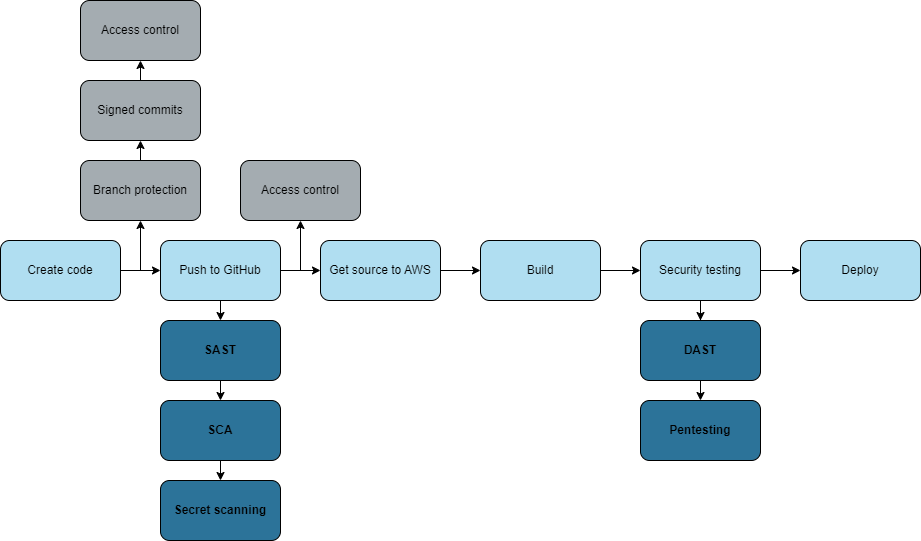 Access control
Signed commits
Branch protection
Access control
Create code
Push to GitHub
Get source to AWS
Build
Security testing
Deploy
SAST
DAST
SCA
Pentesting
Secret scanning